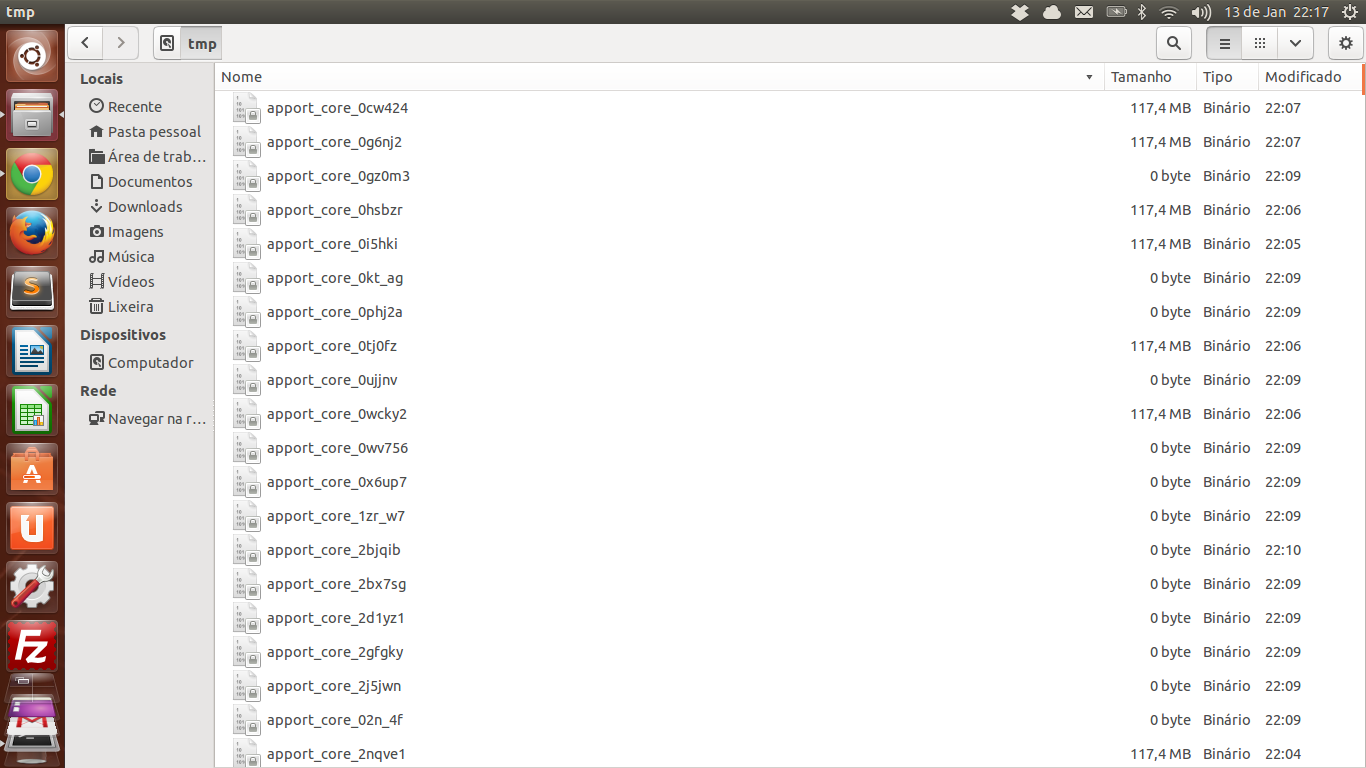 tmp
13 de Jan 22:17
tmp
Locais
Recente
Pasta pessoal
Área de trab...
Documentos
Downloads
Imagens
Música
Vídeos
Lixeira
Dispositivos
Computador
Rede
Navegar na r...
Nome Tamanho Tipo Modificado
apport_core_0cw424 117,4 MB Binário 22:07
apport_core_0g6nj2 117,4 MB Binário 22:07
apport_core_0gz0m3 0 byte Binário 22:09
apport_core_0hsbzr 117,4 MB Binário 22:06
apport_core_0i5hki 117,4 MB Binário 22:05
apport_core_0kt_ag 0 byte Binário 22:09
apport_core_0phj2a 0 byte Binário 22:09
apport_core_0tj0fz 117,4 MB Binário 22:06
apport_core_0ujjnv 0 byte Binário 22:09
apport_core_0wcky2 117,4 MB Binário 22:06
apport_core_0wv756 0 byte Binário 22:09
apport_core_0x6up7 0 byte Binário 22:09
apport_core_1zr_w7 0 byte Binário 22:09
apport_core_2bjqib 0 byte Binário 22:10
apport_core_2bx7sg 0 byte Binário 22:09
apport_core_2d1yz1 0 byte Binário 22:09
apport_core_2gfgky 0 byte Binário 22:09
apport_core_2j5jwn 0 byte Binário 22:09
apport_core_02n_4f 0 byte Binário 22:09
apport_core_2nqve1 117,4 MB Binário 22:04